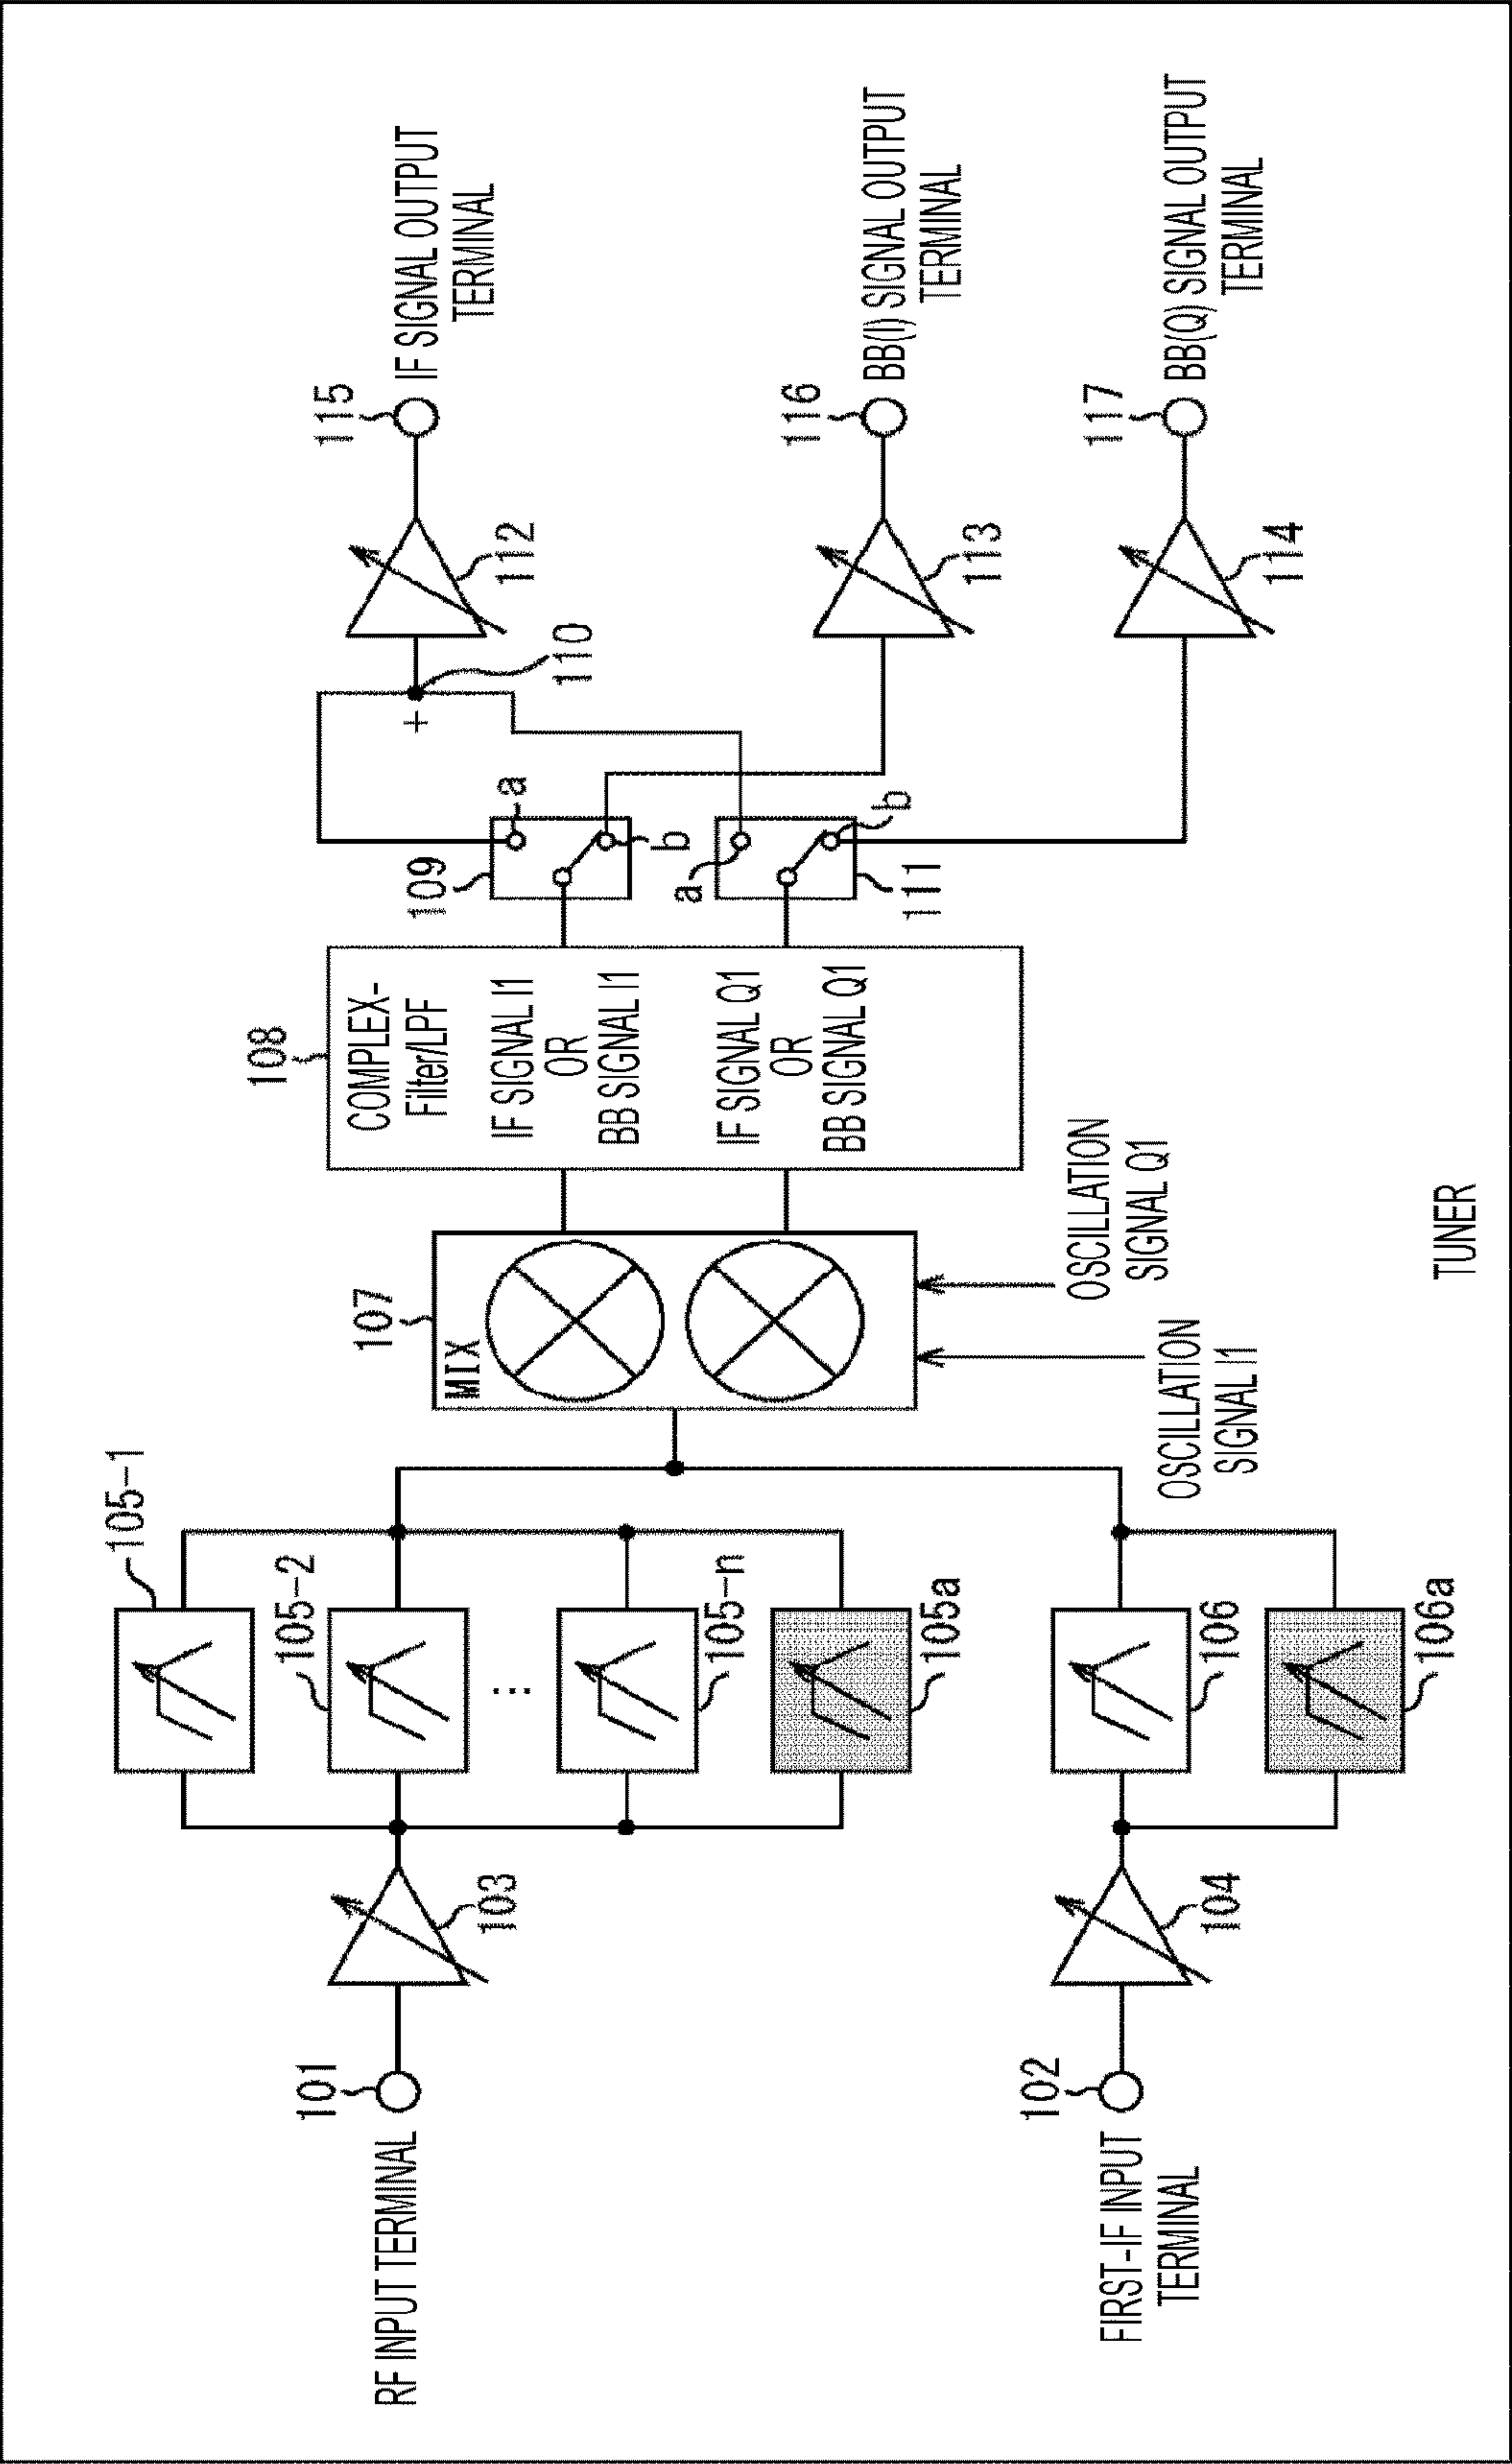 RF INPUT TERMINAL
101
103
105-1
105-2
⋮
105-n
105a
FIRST-IF INPUT
TERMINAL
102
104
106
106a
107
MIX
OSCILLATION
SIGNAL I1
OSCILLATION
SIGNAL Q1
108
COMPLEX-
Filter/LPF
IF SIGNAL I1
OR
BB SIGNAL I1
IF SIGNAL Q1
OR
BB SIGNAL Q1
109
a
b
a
b
111
+
110
112
115
IF SIGNAL OUTPUT
TERMINAL
113
116
BB(I) SIGNAL OUTPUT
TERMINAL
114
117
BB(Q) SIGNAL OUTPUT
TERMINAL
TUNER